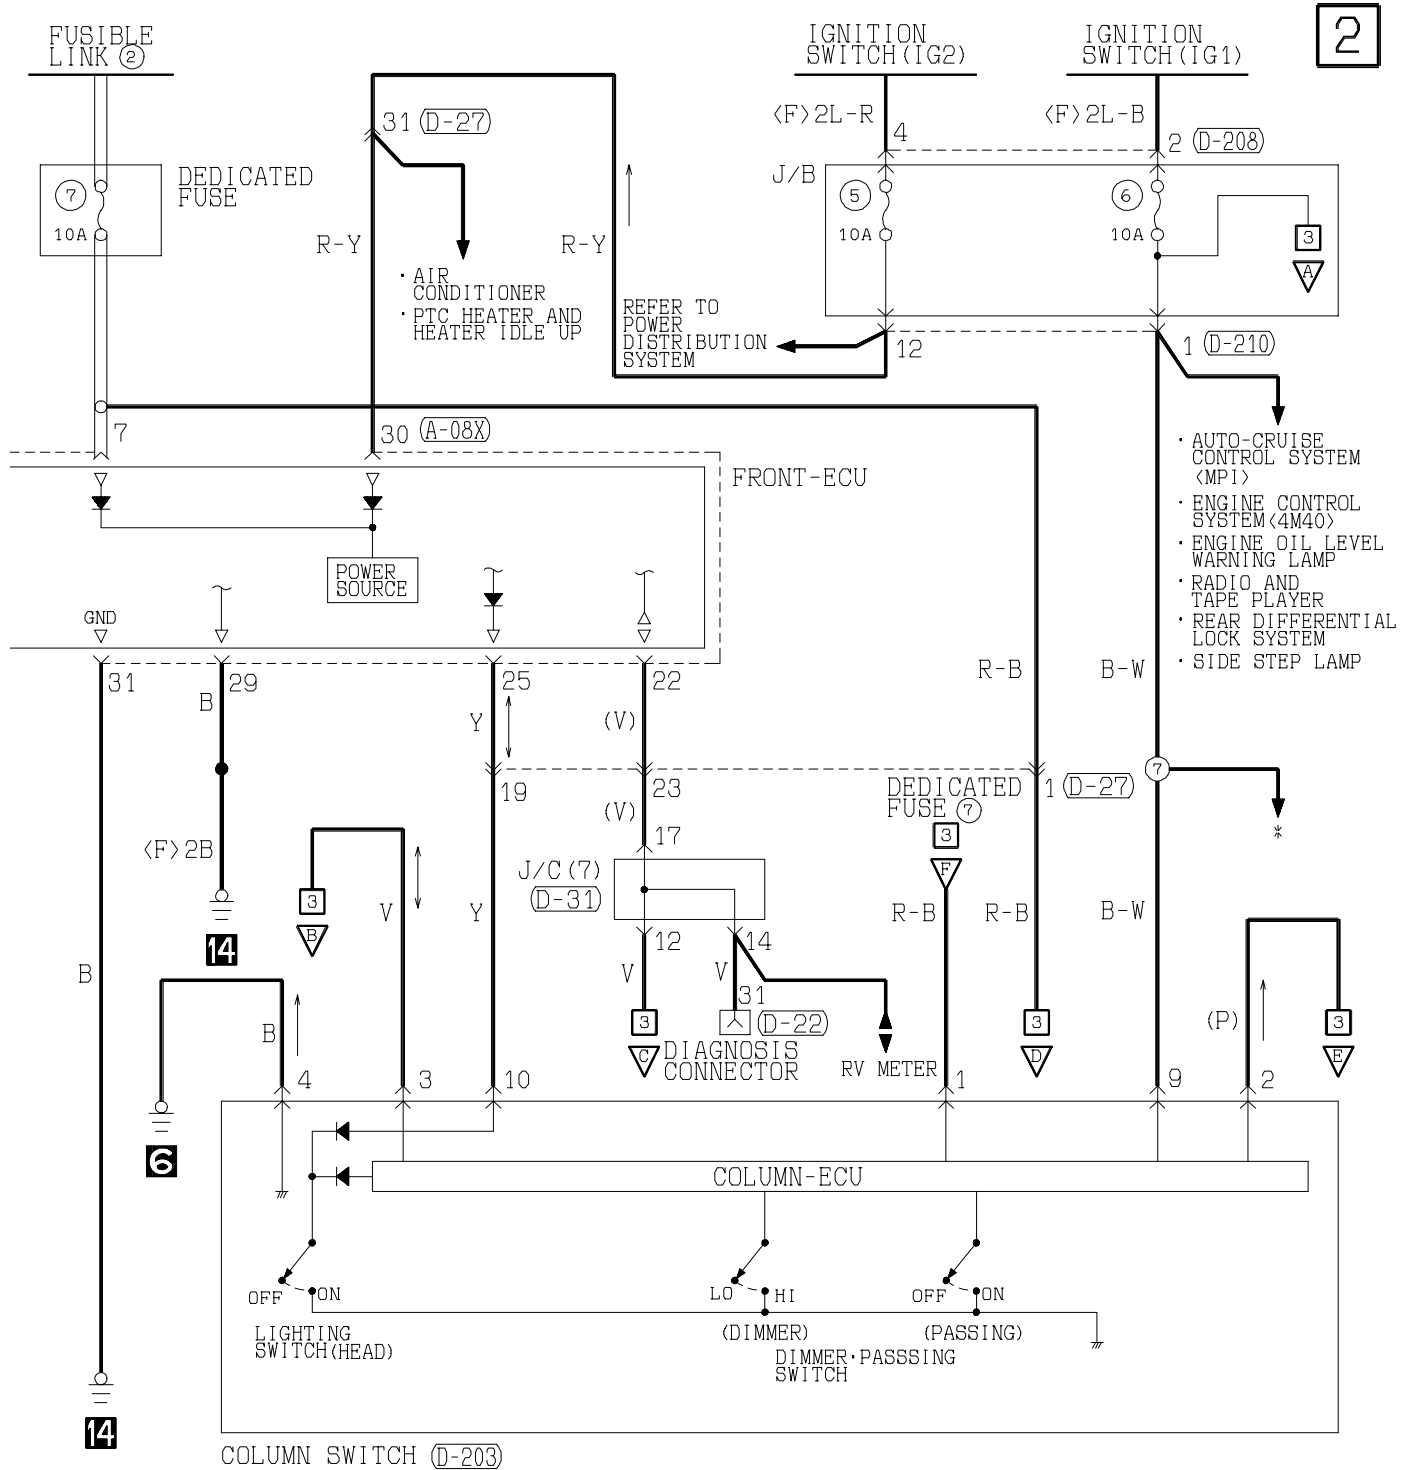 2
FUSIBLE
LINK ②
IGNITION
SWITCH(IG2)
IGNITION
SWITCH(IG1)
<F>2L-R
4
<F>2L-B
2 (D-208)
31 (D-27)
DEDICATED
FUSE
7
10A
J/B
5
10A
6
10A
3
A
R-Y
R-Y
· AIR
CONDITIONER
· PTC HEATER AND
HEATER IDLE UP
REFER TO
POWER
DISTRIBUTION
SYSTEM
12
1 (D-210)
7
30 (A-08X)
· AUTO-CRUISE
CONTROL SYSTEM
<MPI>
· ENGINE CONTROL
SYSTEM<4M40>
· ENGINE OIL LEVEL
WARNING LAMP
· RADIO AND
TAPE PLAYER
· REAR DIFFERENTIAL
LOCK SYSTEM
· SIDE STEP LAMP
FRONT-ECU
POWER
SOURCE
GND
31
29
25
22
B
Y
(V)
R-B
B-W
19
23
1 (D-27)
7
*
(V)
17
DEDICATED
FUSE ⑦
3
F
<F>2B
14
3
B
V
Y
J/C(7)
(D-31)
12
14
R-B
R-B
B-W
B
V
V
31
(D-22)
DIAGNOSIS
CONNECTOR
3
C
RV METER
3
D
(P)
3
E
B
4
3
10
1
9
2
6
COLUMN-ECU
OFF
ON
LO
HI
OFF
ON
LIGHTING
SWITCH(HEAD)
(DIMMER)
(PASSING)
DIMMER·PASSSING
SWITCH
14
COLUMN SWITCH (D-203)